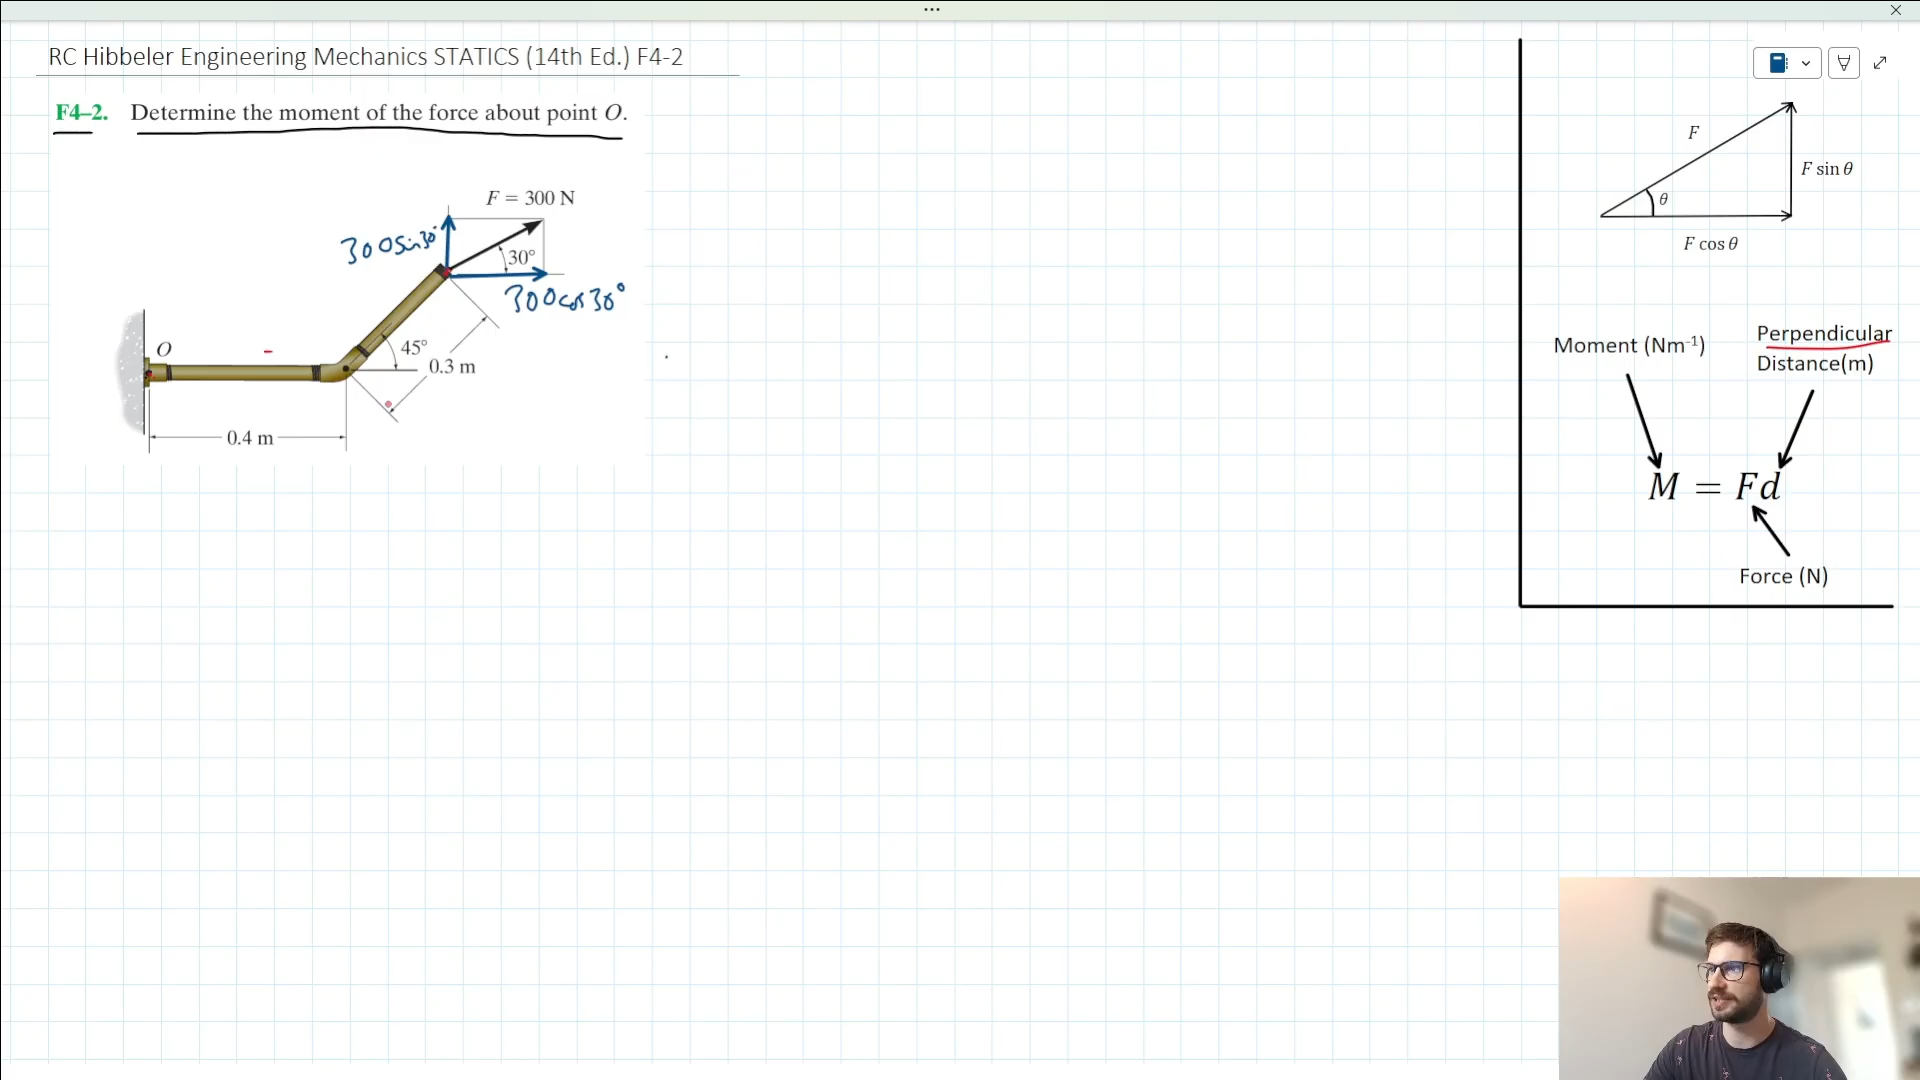 ...
RC Hibbeler Engineering Mechanics STATICS (14th Ed.) F4-2
F4–2. Determine the moment of the force about point O.
F = 300 N
300sin30°
30°
300cos30°
O
45°
0.3 m
0.4 m
F
F sin θ
θ
F cos θ
Moment (Nm⁻¹)
Perpendicular
Distance(m)
M = Fd
Force (N)